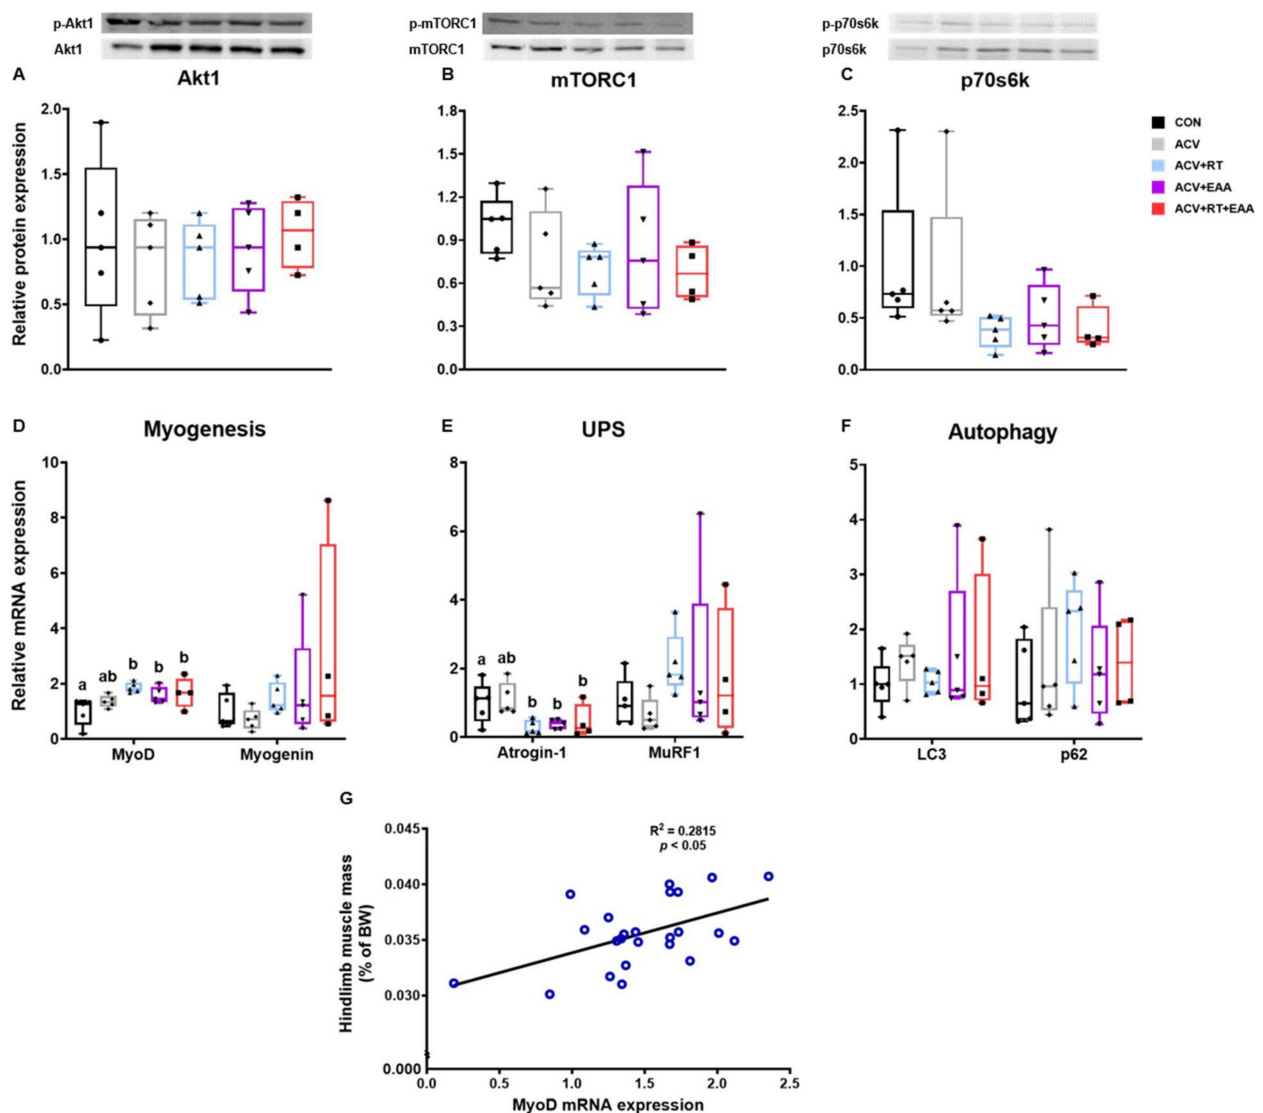 p-Akt1
Akt1
p-mTORC1
mTORC1
p-p70s6k
p70s6k
A
Akt1
Relative protein expression
2.0
1.5
1.0
0.5
0.0
B
mTORC1
1.8
1.5
1.2
0.9
0.6
0.3
0.0
C
p70s6k
2.5
2.0
1.5
1.0
0.5
0.0
CON
ACV
ACV+RT
ACV+EAA
ACV+RT+EAA
D
Myogenesis
Relative mRNA expression
10
8
6
4
2
0
a
ab
b
b
b
MyoD
Myogenin
E
UPS
8
6
4
2
0
a
ab
b
b
b
Atrogin-1
MuRF1
F
Autophagy
5
4
3
2
1
0
LC3
p62
G
Hindlimb muscle mass
(% of BW)
0.045
0.040
0.035
0.030
0.000
R² = 0.2815
p < 0.05
0.0
0.5
1.0
1.5
2.0
2.5
MyoD mRNA expression